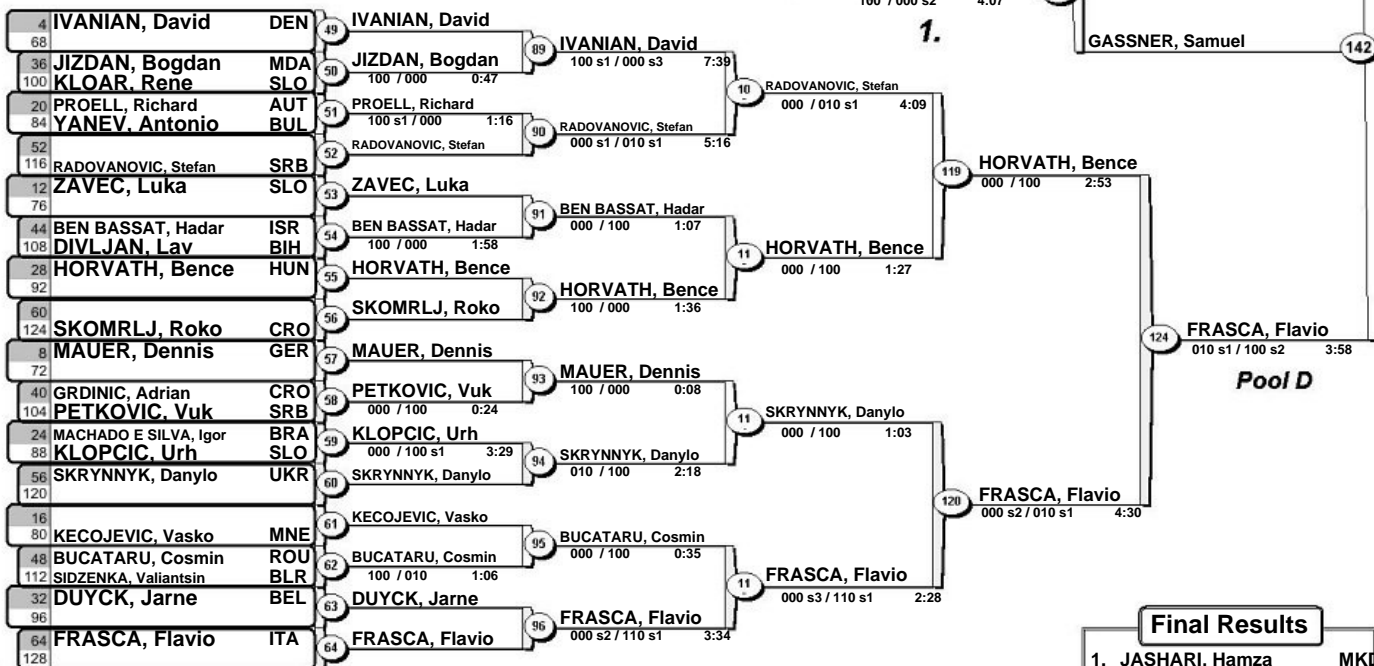 100 / 000 s2 4:07
1.
GASSNER, Samuel
142
4 IVANIAN, David DEN
68
36 JIZDAN, Bogdan MDA
100 KLOAR, Rene SLO
20 PROELL, Richard AUT
84 YANEV, Antonio BUL
52
116 RADOVANOVIC, Stefan SRB
12 ZAVEC, Luka SLO
76
44 BEN BASSAT, Hadar ISR
108 DIVLJAN, Lav BIH
28 HORVATH, Bence HUN
92
60
124 SKOMRLJ, Roko CRO
8 MAUER, Dennis GER
72
40 GRDINIC, Adrian CRO
104 PETKOVIC, Vuk SRB
24 MACHADO E SILVA, Igor BRA
88 KLOPCIC, Urh SLO
56 SKRYNNYK, Danylo UKR
120
16
80 KECOJEVIC, Vasko MNE
48 BUCATARU, Cosmin ROU
112 SIDZENKA, Valiantsin BLR
32 DUYCK, Jarne BEL
96
64 FRASCA, Flavio ITA
128
49 IVANIAN, David
50 JIZDAN, Bogdan
100 / 000 0:47
51 PROELL, Richard
100 s1 / 000 1:16
52 RADOVANOVIC, Stefan
53 ZAVEC, Luka
54 BEN BASSAT, Hadar
100 / 000 1:58
55 HORVATH, Bence
56 SKOMRLJ, Roko
57 MAUER, Dennis
58 PETKOVIC, Vuk
000 / 100 0:24
59 KLOPCIC, Urh
000 / 100 s1 3:29
60 SKRYNNYK, Danylo
61 KECOJEVIC, Vasko
62 BUCATARU, Cosmin
100 / 010 1:06
63 DUYCK, Jarne
64 FRASCA, Flavio
89 IVANIAN, David
100 s1 / 000 s3 7:39
90 RADOVANOVIC, Stefan
000 s1 / 010 s1 5:16
91 BEN BASSAT, Hadar
000 / 100 1:07
92 HORVATH, Bence
100 / 000 1:36
93 MAUER, Dennis
100 / 000 0:08
94 SKRYNNYK, Danylo
010 / 100 2:18
95 BUCATARU, Cosmin
000 / 100 0:35
96 FRASCA, Flavio
000 s2 / 110 s1 3:34
10 RADOVANOVIC, Stefan
000 / 010 s1 4:09
11 HORVATH, Bence
000 / 100 1:27
11 SKRYNNYK, Danylo
000 / 100 1:03
11 FRASCA, Flavio
000 s3 / 110 s1 2:28
119 HORVATH, Bence
000 / 100 2:53
120 FRASCA, Flavio
000 s2 / 010 s1 4:30
124 FRASCA, Flavio
010 s1 / 100 s2 3:58
Pool D
Final Results
1. JASHARI, Hamza MKD